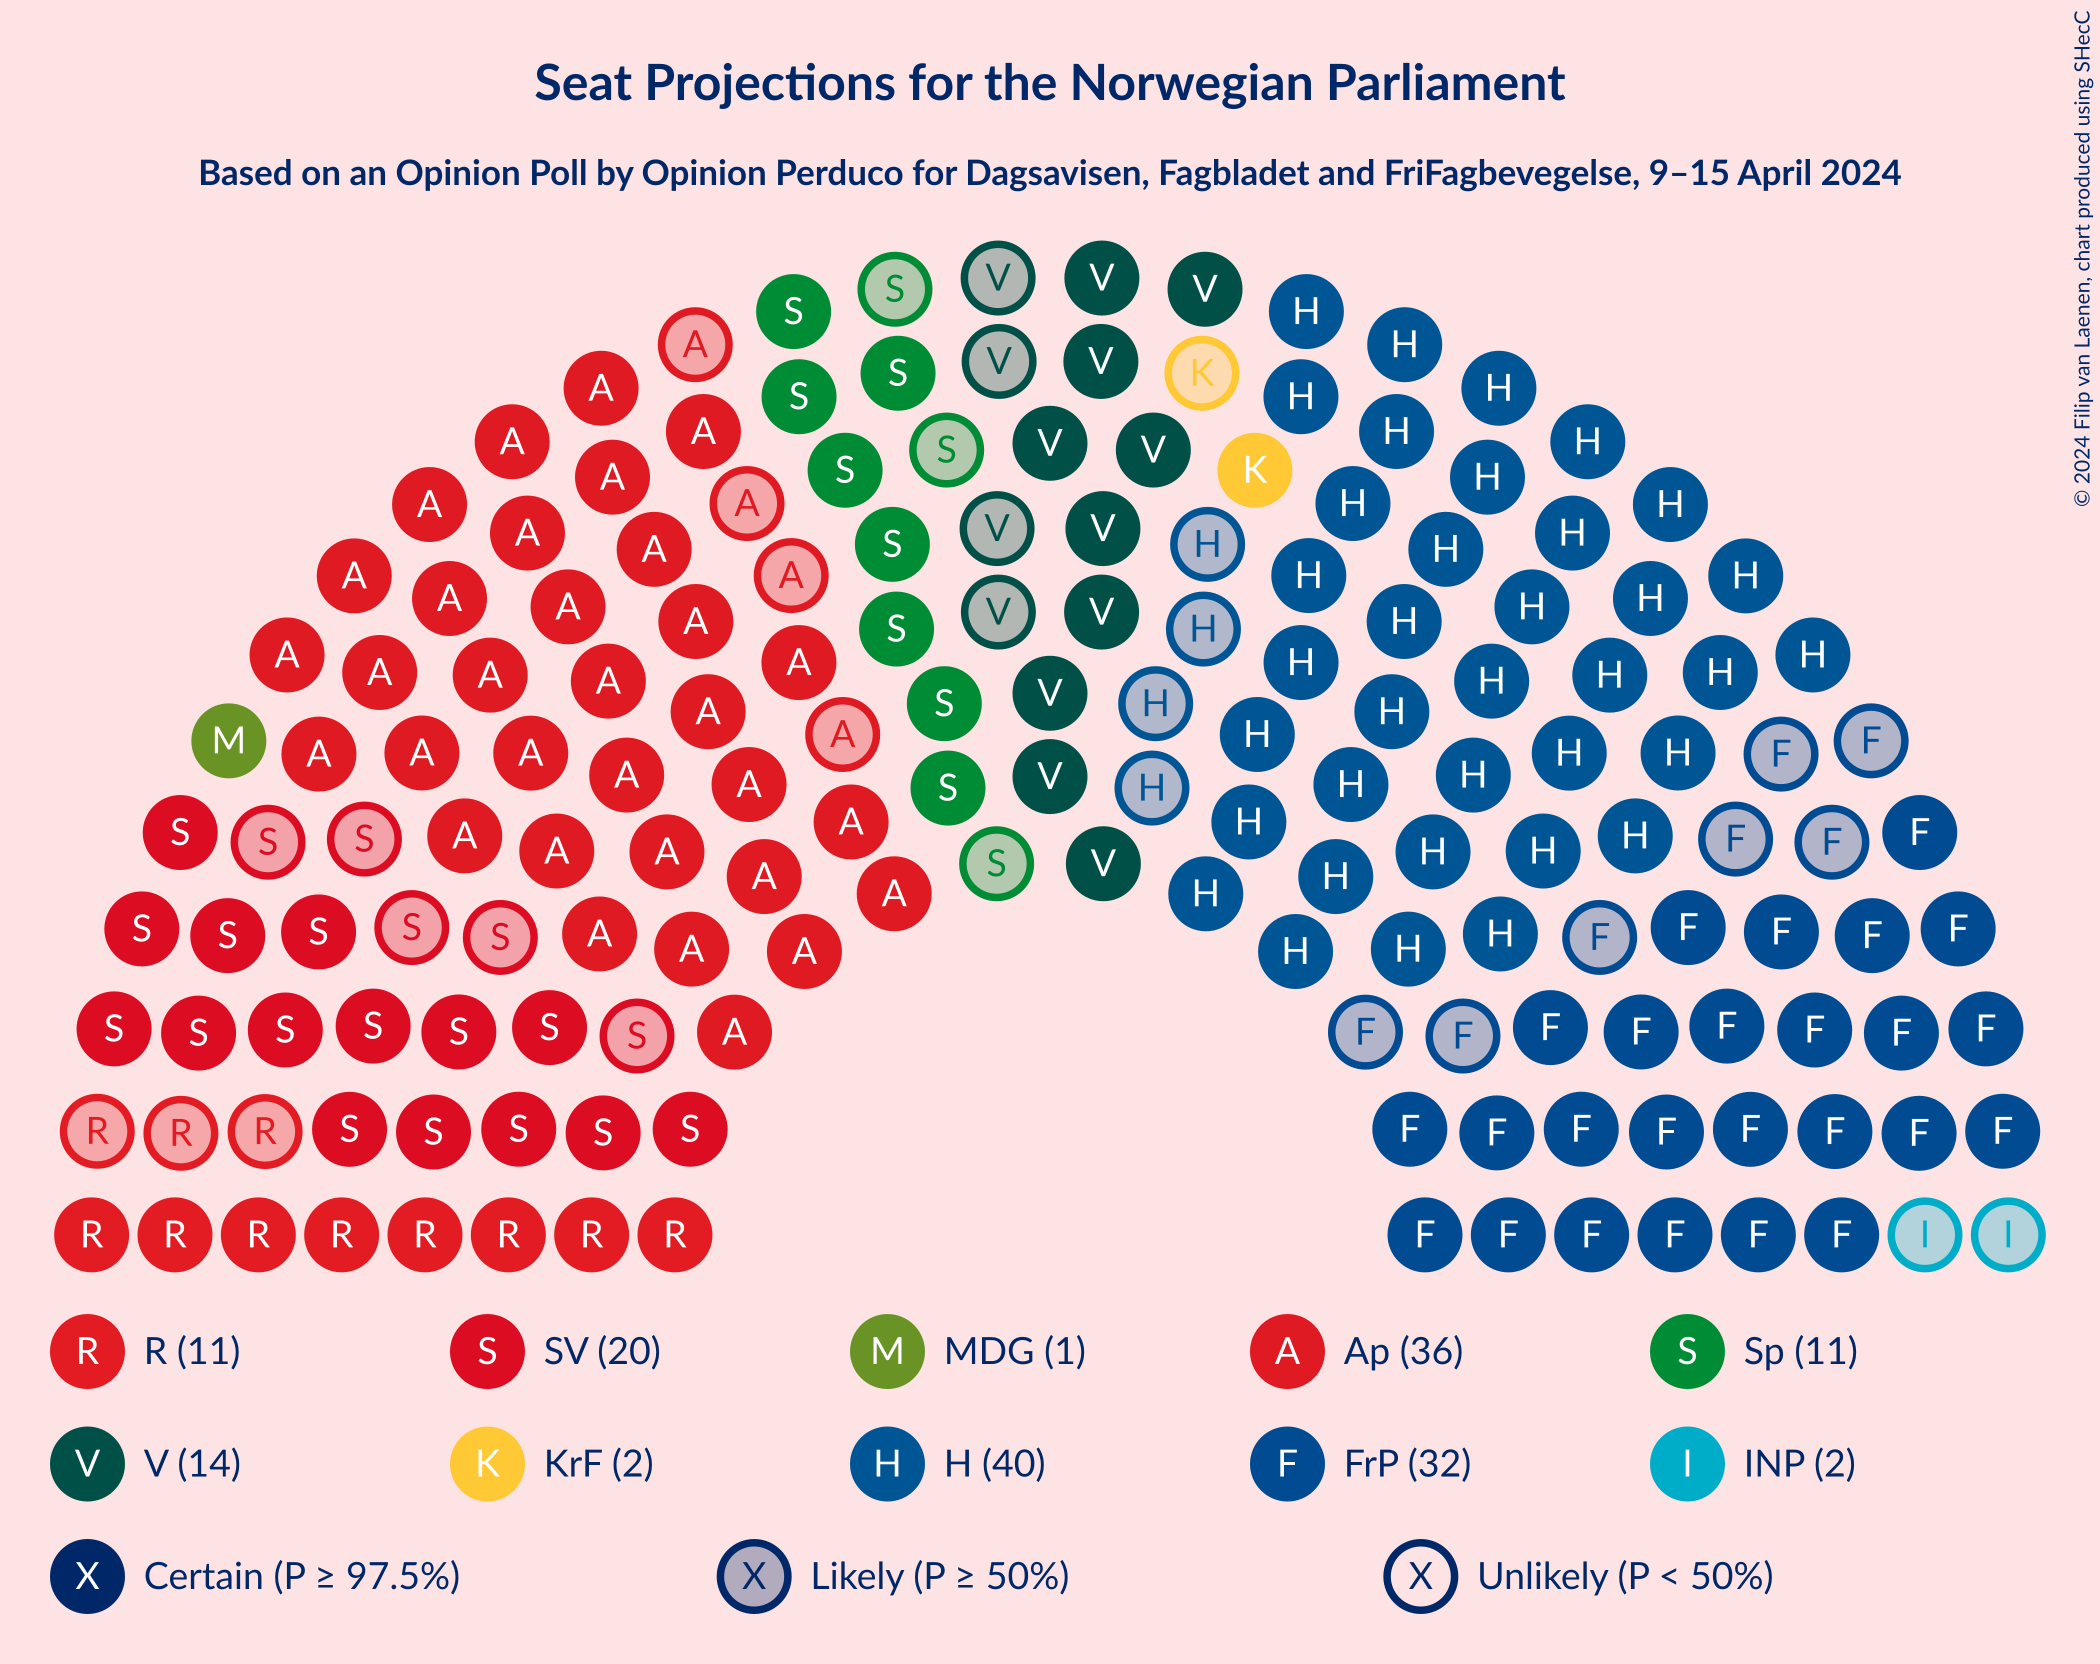 Seat Projections for the Norwegian Parliament
Based on an Opinion Poll by Opinion Perduco for Dagsavisen, Fagbladet and FriFagbevegelse, 9–15 April 2024
© 2024 Filip van Laenen, chart produced using SHecC
V V
S S V H
S V V K H
A S H
A S H H
A S V V H
A S K H
A A H H
A A A S V V H H H H
A A H H
A A A S V V H H H H
A A A S V H H H H
A A A S V H H H H
M A A A A A S V H H H H H H F F
S S S A A A A A S V H H H H H F F F
S S S S S A A A A H H H H F F F F F
S S S S S S S A F F F F F F F F
R R R S S S S S F F F F F F F F
R R R R R R R R F F F F F F I I
R R (11) S SV (20) M MDG (1) A Ap (36) S Sp (11)
V V (14) K KrF (2) H H (40) F FrP (32) I INP (2)
X Certain (P ≥ 97.5%) X Likely (P ≥ 50%) X Unlikely (P < 50%)